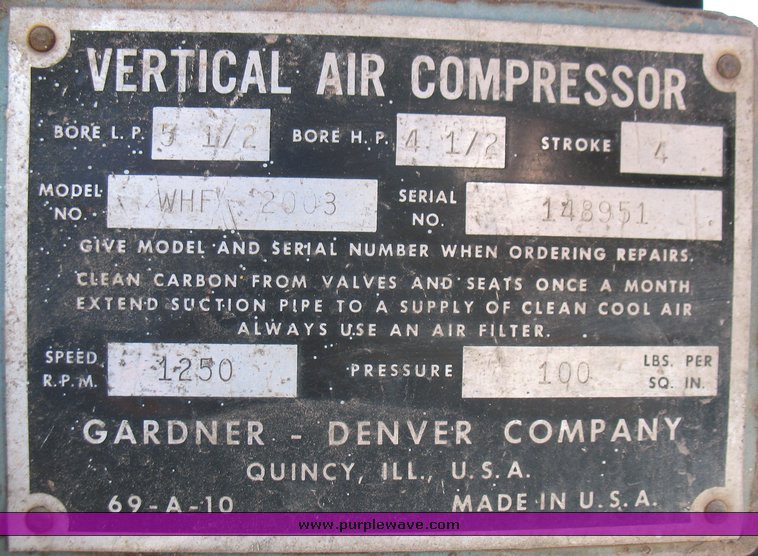 VERTICAL AIR COMPRESSOR
BORE L.P. 5 1/2 BORE H.P. 4 1/2 STROKE 4
MODEL NO. WHF 2003 SERIAL NO. 148951
GIVE MODEL AND SERIAL NUMBER WHEN ORDERING REPAIRS.
CLEAN CARBON FROM VALVES AND SEATS ONCE A MONTH
EXTEND SUCTION PIPE TO A SUPPLY OF CLEAN COOL AIR
ALWAYS USE AN AIR FILTER.
SPEED R.P.M. 1250 PRESSURE 100 LBS. PER SQ. IN.
GARDNER - DENVER COMPANY
QUINCY, ILL., U.S.A.
69-A-10 MADE IN U.S.A.
www.purplewave.com